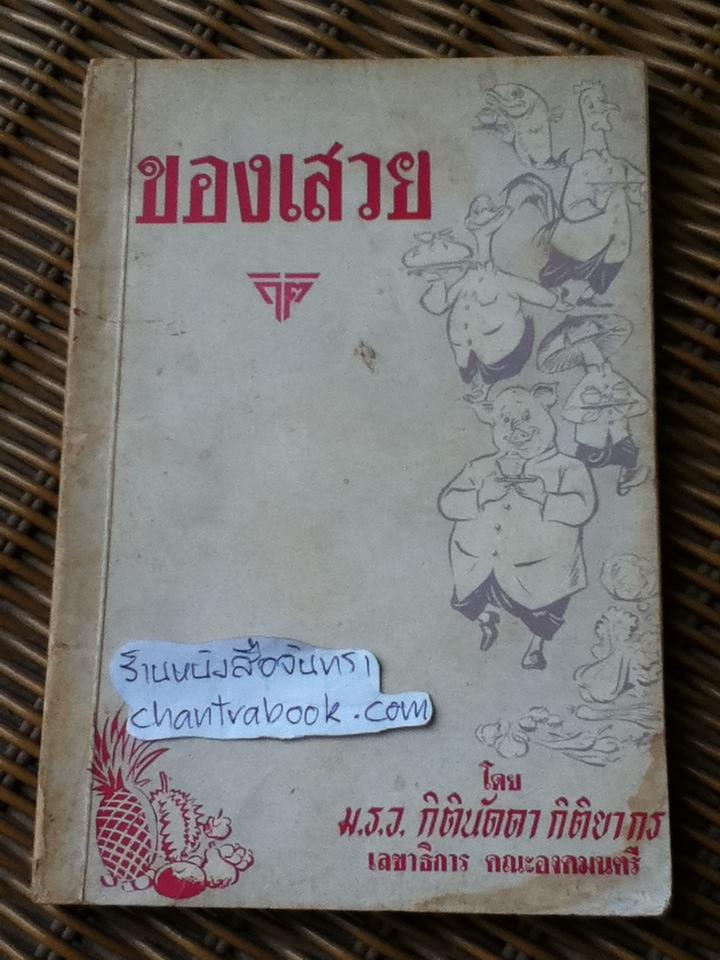 ของเสวย
กต
ร้านหนังสือจันทรา
chantrabook.com
โดย
ม.ร.ว. กิตินัดดา กิติยากร
เลขาธิการ คณะองคมนตรี